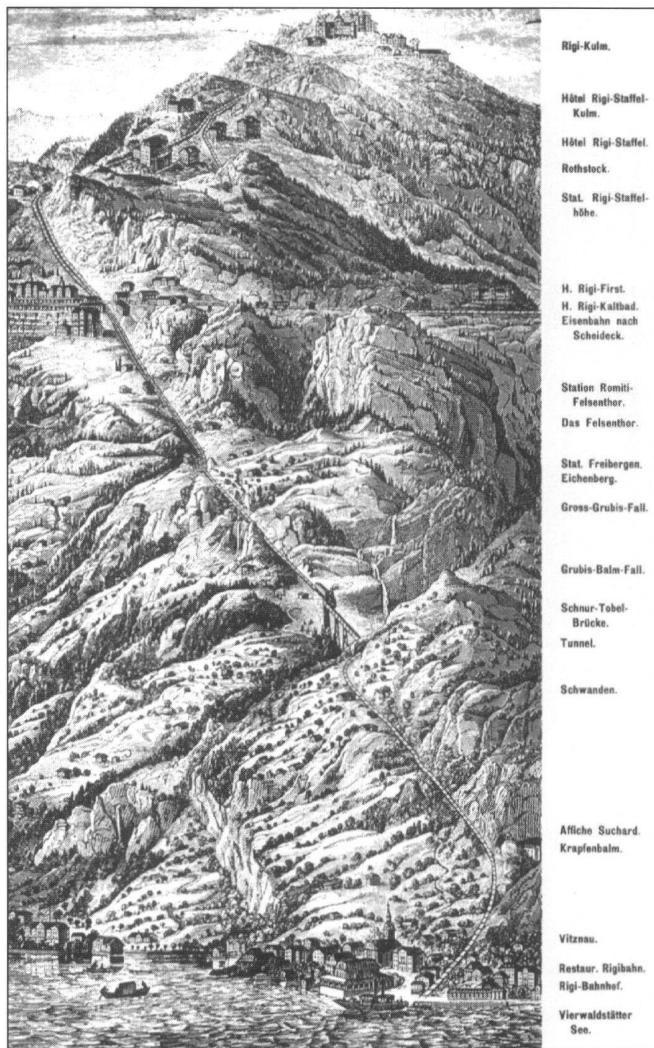 Rigi-Kulm.
Hôtel Rigi-Staffel-
Kulm.
Hôtel Rigi-Staffel.
Rothstock.
Stat. Rigi-Staffel-
höhe.
H. Rigi-First.
H. Rigi-Kaltbad.
Eisenbahn nach
Scheideck.
Station Romiti-
Felsenthor.
Das Felsenthor.
Stat. Freibergen.
Eichenberg.
Gross-Grubis-Fall.
Grubis-Balm-Fall.
Schnur-Tobel-
Brücke.
Tunnel.
Schwanden.
Affiche Suchard.
Krapfenbalm.
Vitznau.
Restaur. Rigibahn.
Rigi-Bahnhof.
Vierwaldstätter
See.